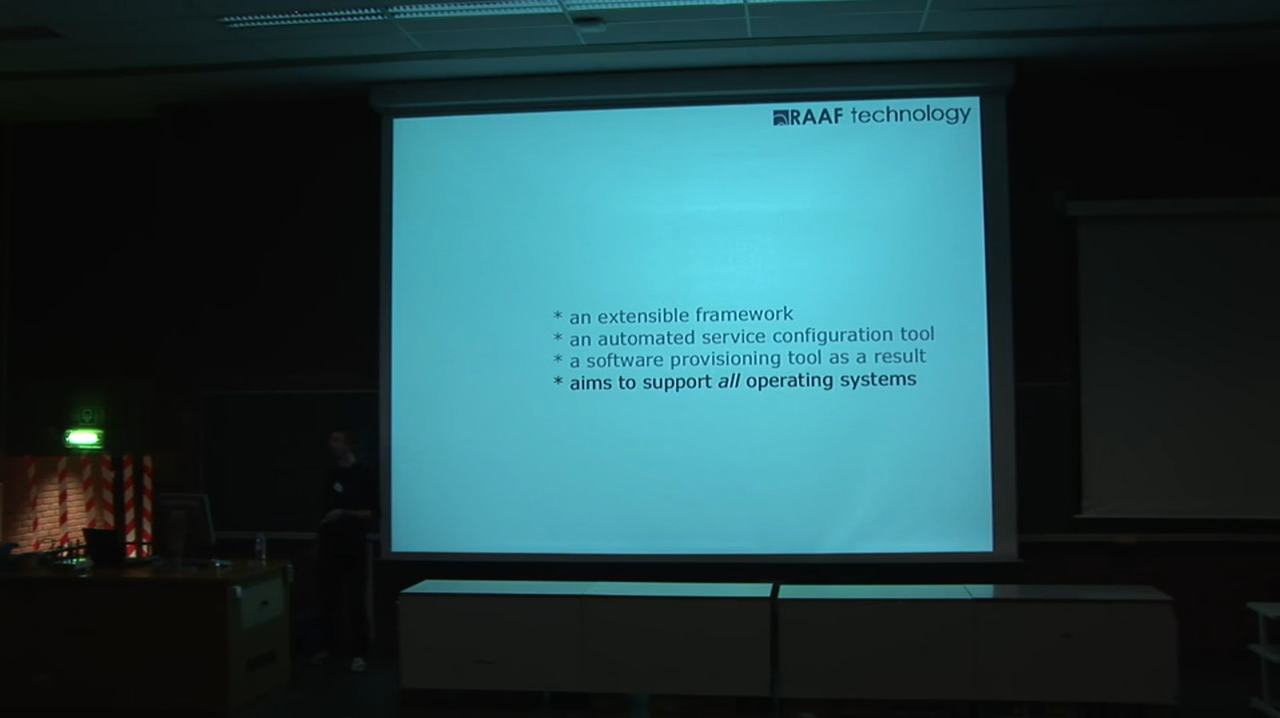 RAAF technology
* an extensible framework
* an automated service configuration tool
* a software provisioning tool as a result
* aims to support all operating systems